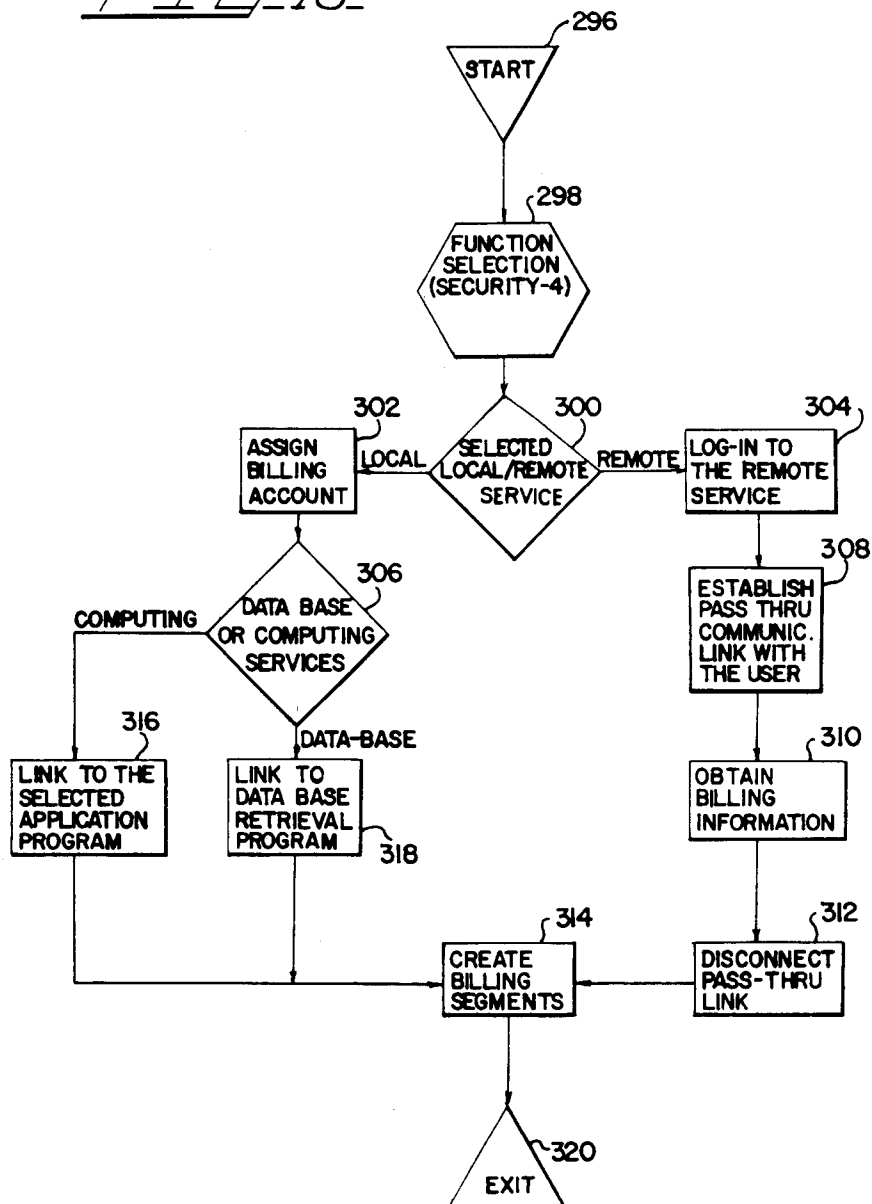 296
START
298
FUNCTION
SELECTION
(SECURITY-4)
302
ASSIGN
BILLING
ACCOUNT
LOCAL
300
SELECTED
LOCAL/REMOTE
SERVICE
REMOTE
304
LOG-IN TO
THE REMOTE
SERVICE
306
DATA BASE
OR COMPUTING
SERVICES
COMPUTING
308
ESTABLISH
PASS THRU
COMMUNIC.
LINK WITH
THE USER
DATA-BASE
316
LINK TO THE
SELECTED
APPLICATION
PROGRAM
LINK TO
DATA BASE
RETRIEVAL
PROGRAM
318
310
OBTAIN
BILLING
INFORMATION
314
CREATE
BILLING
SEGMENTS
312
DISCONNECT
PASS-THRU
LINK
320
EXIT